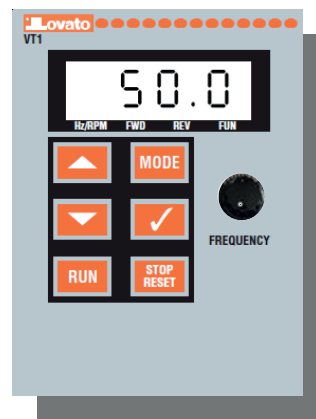 Lovato
VT1
50.0
Hz/RPM FWD REV FUN
MODE
RUN STOP RESET
FREQUENCY